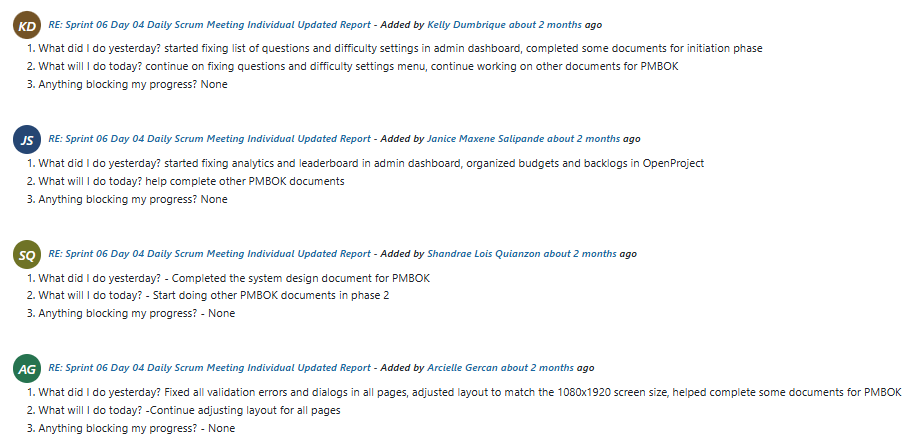 KD
RE: Sprint 06 Day 04 Daily Scrum Meeting Individual Updated Report - Added by Kelly Dumbrique about 2 months ago
1. What did I do yesterday? started fixing list of questions and difficulty settings in admin dashboard, completed some documents for initiation phase
2. What will I do today? continue on fixing questions and difficulty settings menu, continue working on other documents for PMBOK
3. Anything blocking my progress? None
JS
RE: Sprint 06 Day 04 Daily Scrum Meeting Individual Updated Report - Added by Janice Maxene Salipande about 2 months ago
1. What did I do yesterday? started fixing analytics and leaderboard in admin dashboard, organized budgets and backlogs in OpenProject
2. What will I do today? help complete other PMBOK documents
3. Anything blocking my progress? None
SQ
RE: Sprint 06 Day 04 Daily Scrum Meeting Individual Updated Report - Added by Shandrae Lois Quianzon about 2 months ago
1. What did I do yesterday? - Completed the system design document for PMBOK
2. What will I do today? - Start doing other PMBOK documents in phase 2
3. Anything blocking my progress? - None
AG
RE: Sprint 06 Day 04 Daily Scrum Meeting Individual Updated Report - Added by Arcielle Gercan about 2 months ago
1. What did I do yesterday? Fixed all validation errors and dialogs in all pages, adjusted layout to match the 1080x1920 screen size, helped complete some documents for PMBOK
2. What will I do today? -Continue adjusting layout for all pages
3. Anything blocking my progress? - None